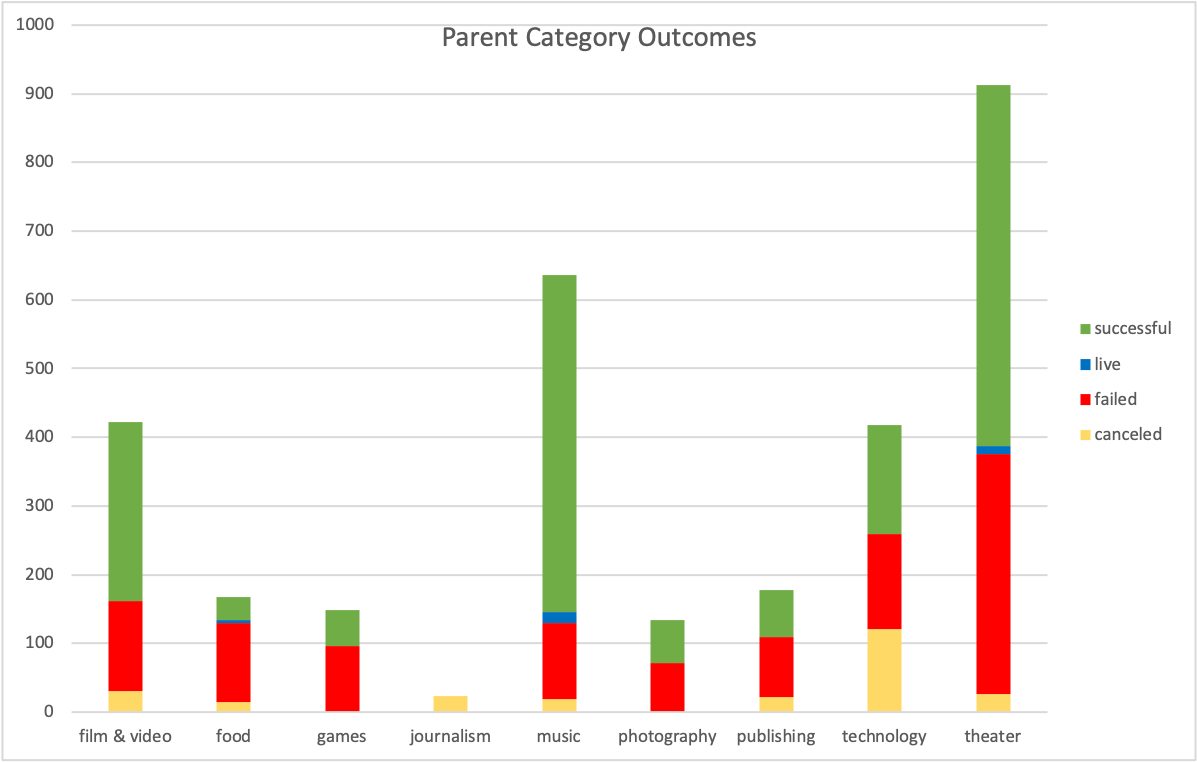 Parent Category Outcomes
1000
900
800
700
600
500
400
300
200
100
0
film & video food games journalism music photography publishing technology theater
successful
live
failed
canceled